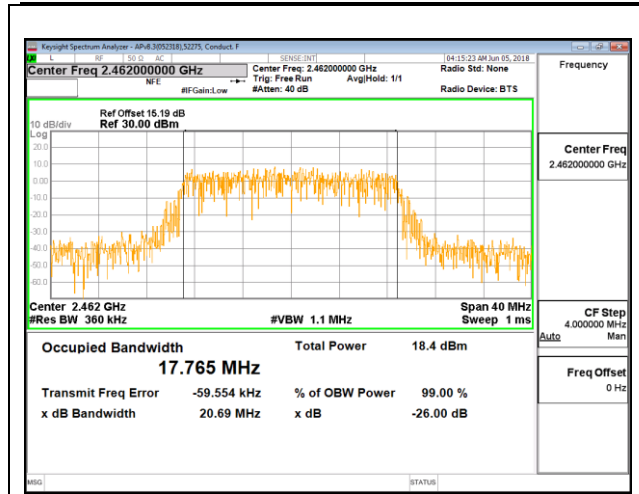 Keysight Spectrum Analyzer - APv8.3(052318),52275, Conduct. F
L RF 50 Ω AC SENSE:INT 04:15:23 AM Jun 05, 2018
Center Freq 2.462000000 GHz
NFE
#IFGain:Low
Center Freq: 2.462000000 GHz
Trig: Free Run Avg|Hold: 1/1
#Atten: 40 dB
Radio Std: None
Radio Device: BTS
Frequency
Ref Offset 15.19 dB
10 dB/div Ref 30.00 dBm
Log
20.0
10.0
0.00
-10.0
-20.0
-30.0
-40.0
-50.0
-60.0
Center 2.462 GHz Span 40 MHz
#Res BW 360 kHz #VBW 1.1 MHz Sweep 1 ms
Center Freq
2.462000000 GHz
CF Step
4.000000 MHz
Auto Man
Freq Offset
0 Hz
Occupied Bandwidth Total Power 18.4 dBm
17.765 MHz
Transmit Freq Error -59.554 kHz % of OBW Power 99.00 %
x dB Bandwidth 20.69 MHz x dB -26.00 dB
MSG STATUS